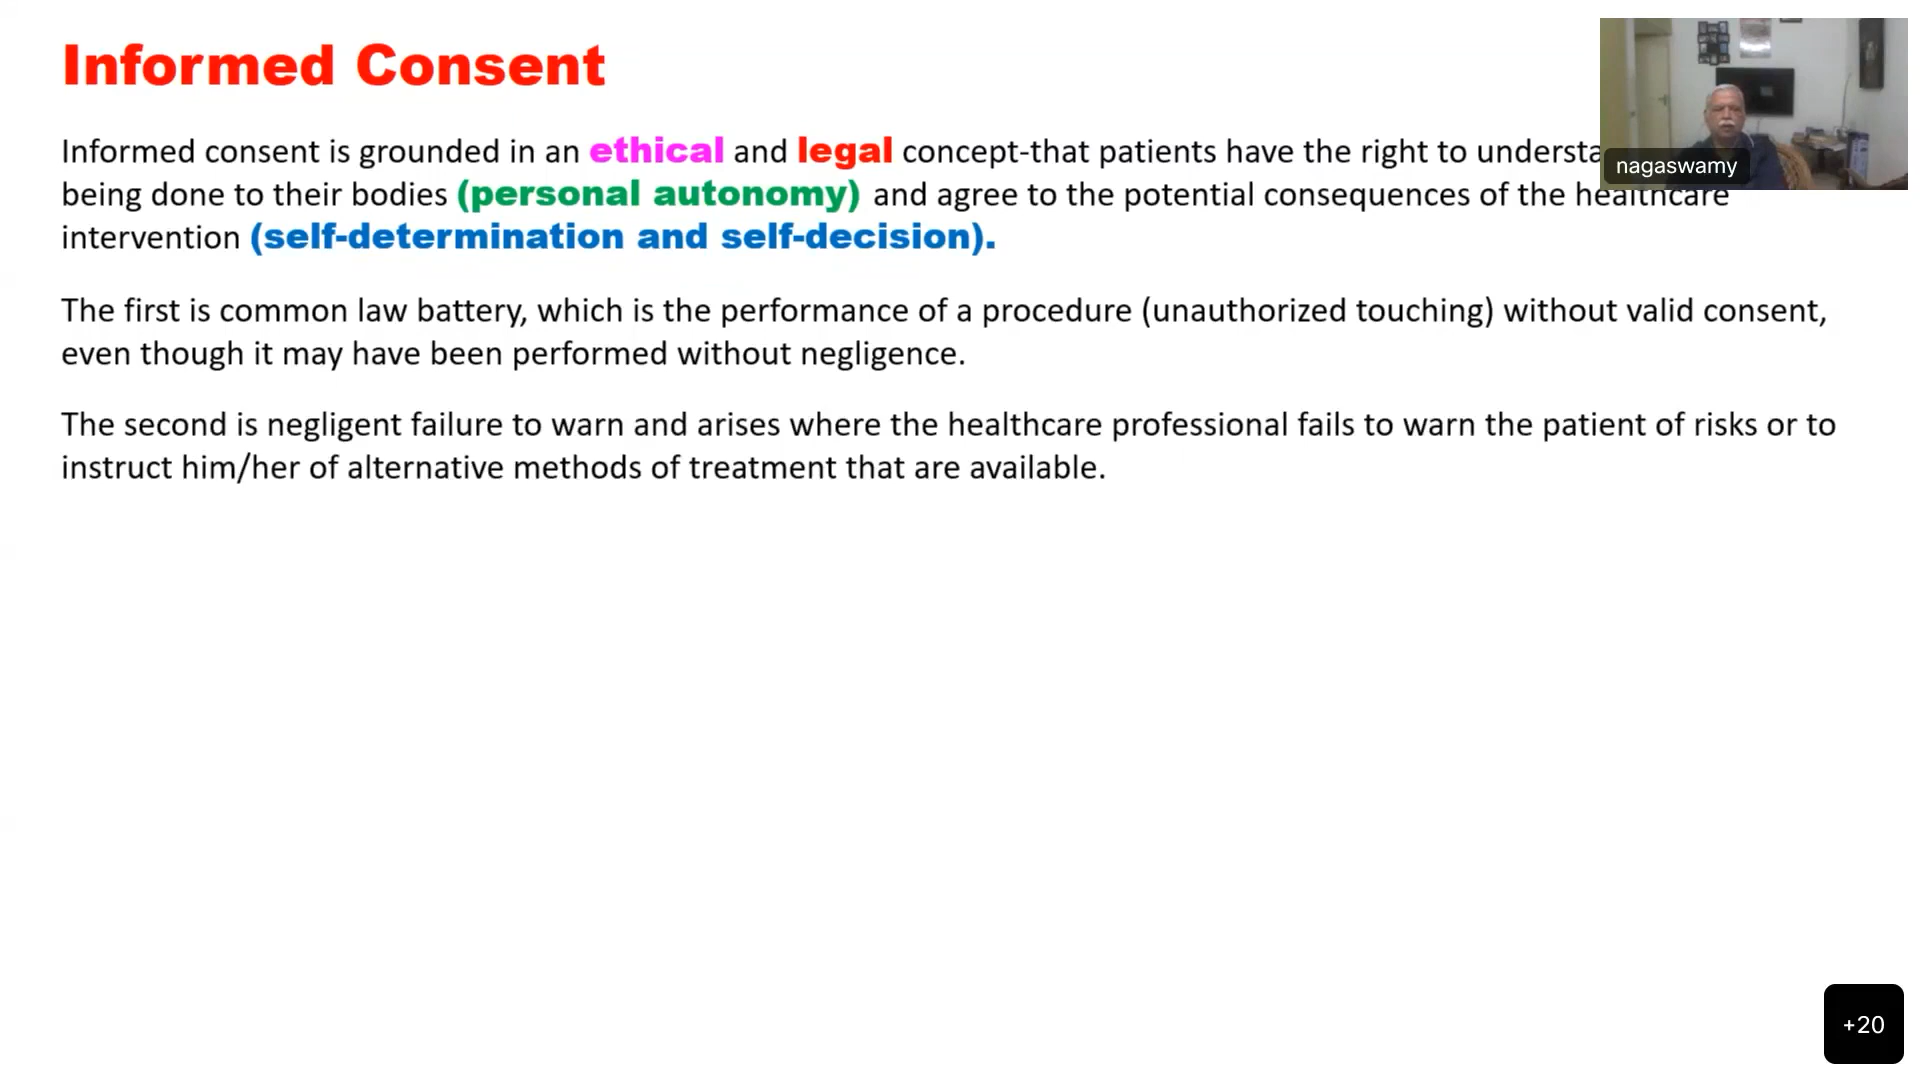 Informed Consent
Informed consent is grounded in an ethical and legal concept-that patients have the right to
being done to their bodies (personal autonomy) and agree to the potential consequences of the healthcare
intervention (self-determination and self-decision).
The first is common law battery, which is the performance of a procedure (unauthorized touching) without valid consent,
even though it may have been performed without negligence.
The second is negligent failure to warn and arises where the healthcare professional fails to warn the patient of risks or to
instruct him/her of alternative methods of treatment that are available.
nagaswamy
+20